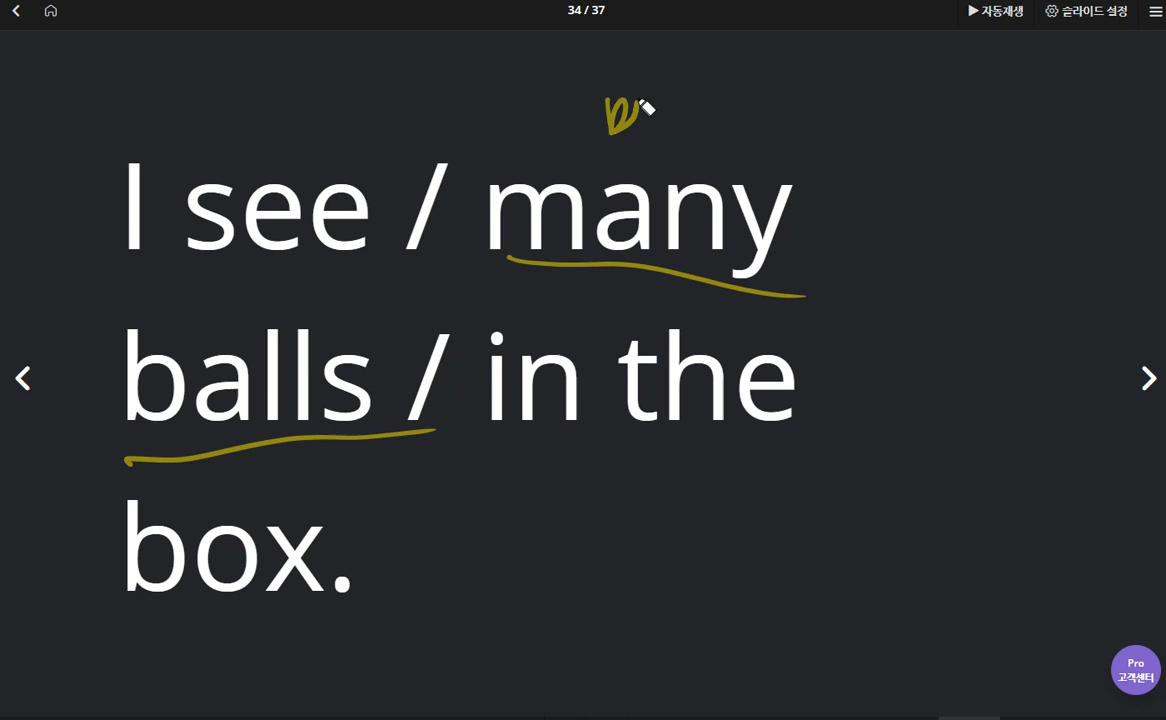 34 / 37
자동재생
슬라이드 설정
I see / many
balls / in the
box.
Pro
고객센터